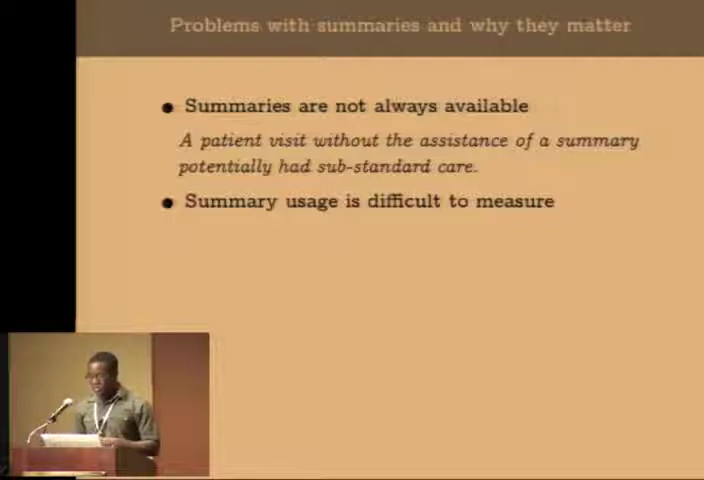 Problems with summaries and why they matter
Summaries are not always available
A patient visit without the assistance of a summary
potentially had sub-standard care.
Summary usage is difficult to measure